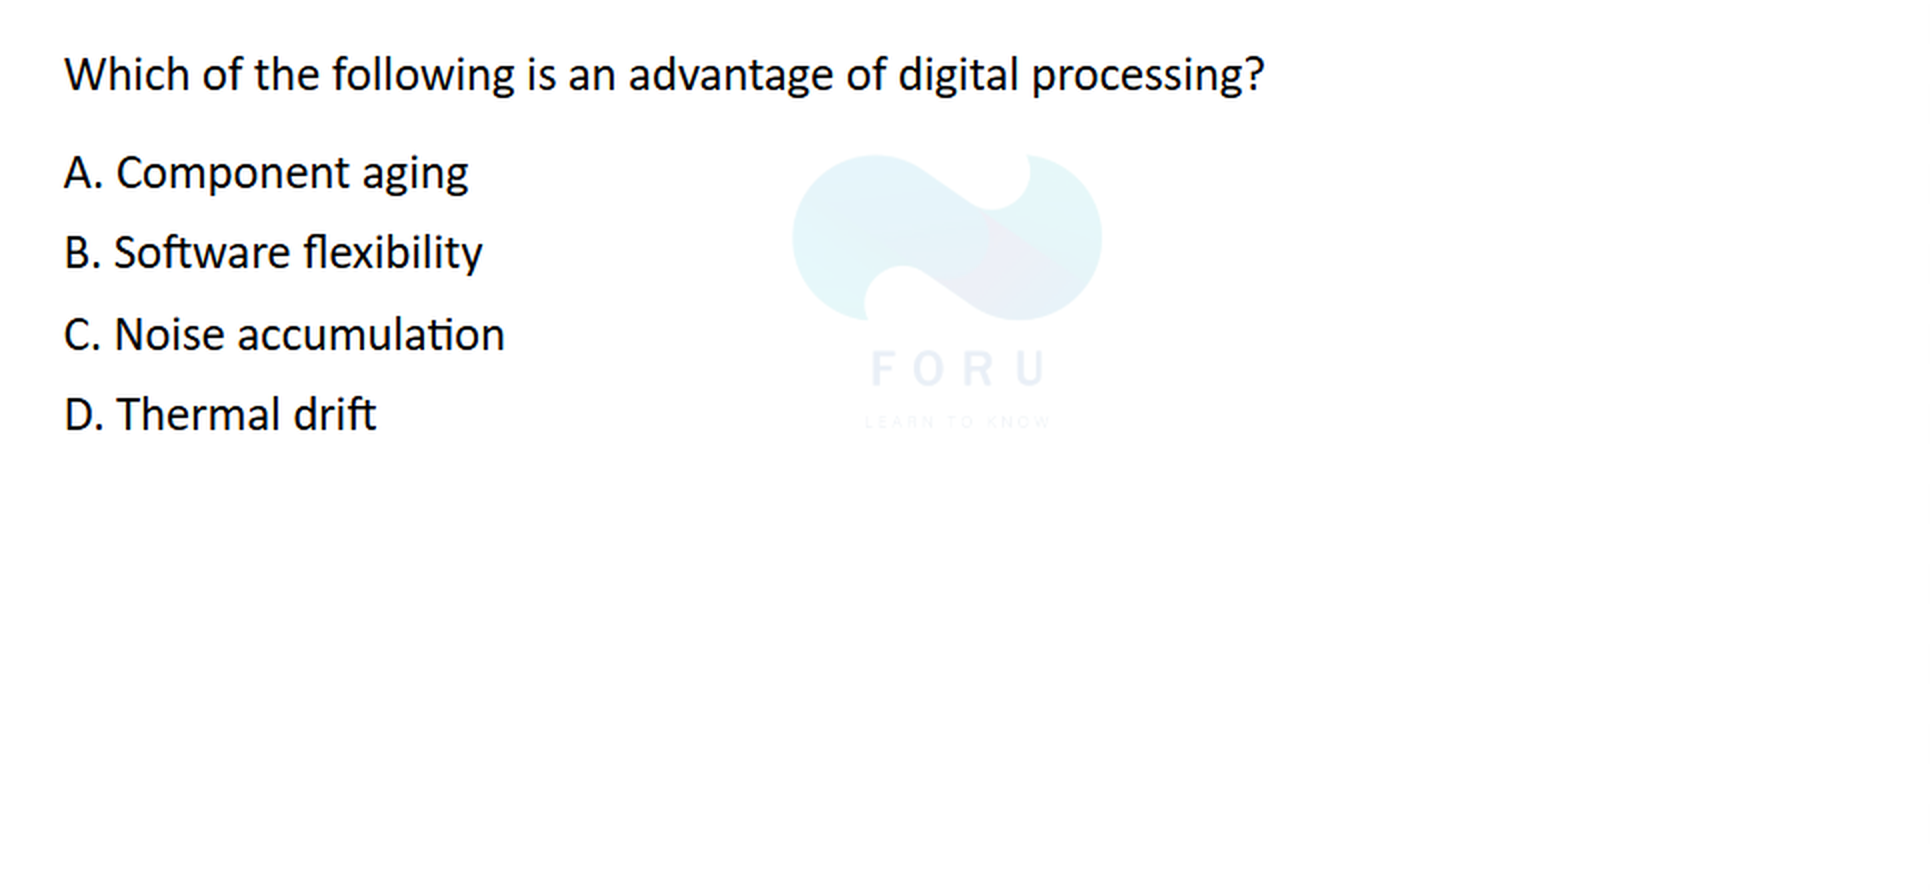 Which of the following is an advantage of digital processing?
A. Component aging
B. Software flexibility
C. Noise accumulation
D. Thermal drift
FORU
LEARN TO KNOW